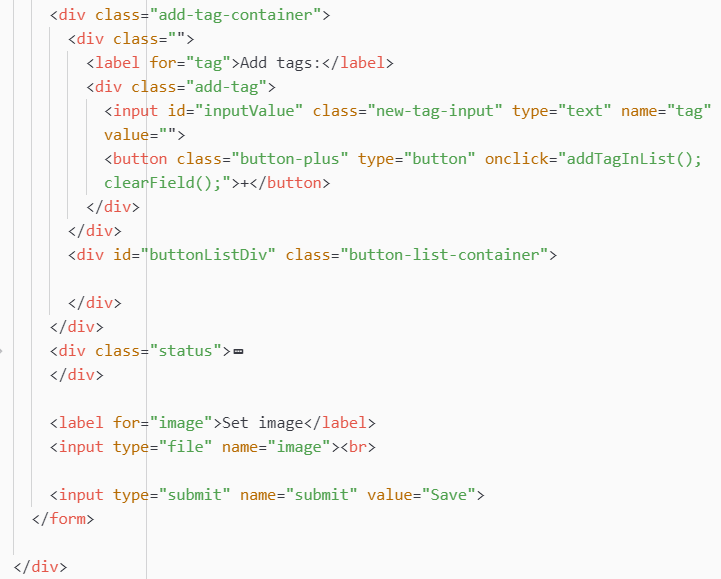 <div class="add-tag-container">
<div class="">
<label for="tag">Add tags:</label>
<div class="add-tag">
<input id="inputValue" class="new-tag-input" type="text" name="tag"
value="">
<button class="button-plus" type="button" onclick="addTagInList();
clearField();">+</button>
</div>
</div>
<div id="buttonListDiv" class="button-list-container">
</div>
</div>
<div class="status">
</div>
<label for="image">Set image</label>
<input type="file" name="image"><br>
<input type="submit" name="submit" value="Save">
</form>
</div>